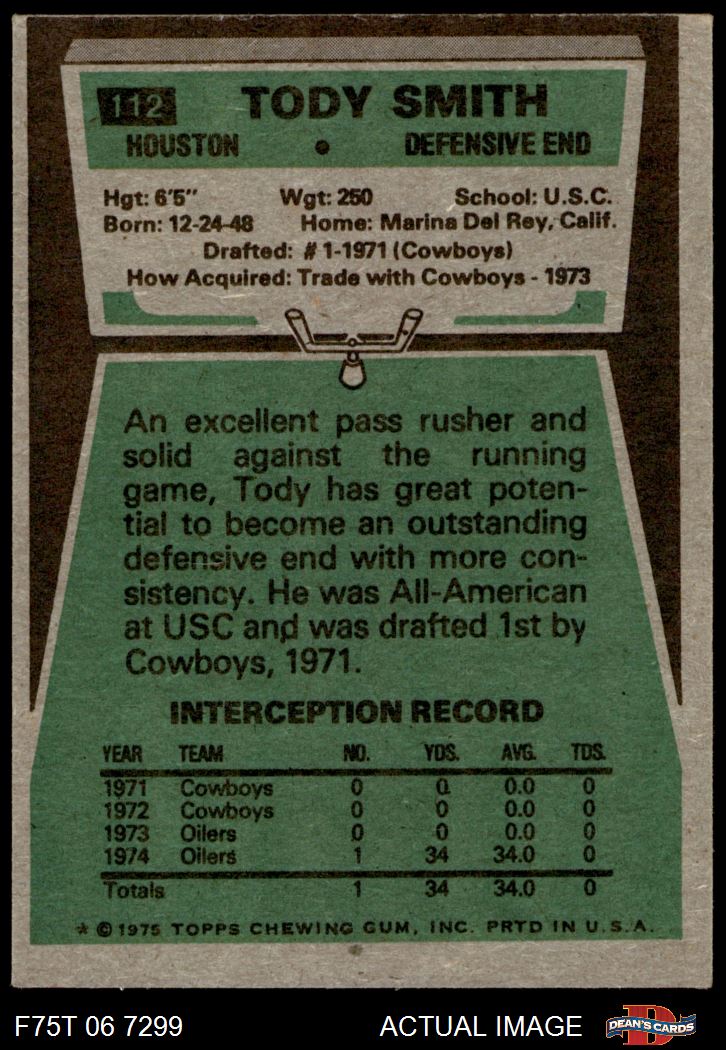 112 TODY SMITH
HOUSTON • DEFENSIVE END
Hgt: 6'5" Wgt: 250 School: U.S.C.
Born: 12-24-48 Home: Marina Del Rey, Calif.
Drafted: #1-1971 (Cowboys)
How Acquired: Trade with Cowboys - 1973
An excellent pass rusher and
solid against the running
game, Tody has great poten-
tial to become an outstanding
defensive end with more con-
sistency. He was All-American
at USC and was drafted 1st by
Cowboys, 1971.
INTERCEPTION RECORD
YEAR TEAM NO. YDS. AVG. TDS.
1971 Cowboys 0 0 0.0 0
1972 Cowboys 0 0 0.0 0
1973 Oilers 0 0 0.0 0
1974 Oilers 1 34 34.0 0
Totals 1 34 34.0 0
* © 1975 TOPPS CHEWING GUM, INC. PRTD IN U.S.A.
F75T 06 7299 ACTUAL IMAGE D DEAN'S CARDS